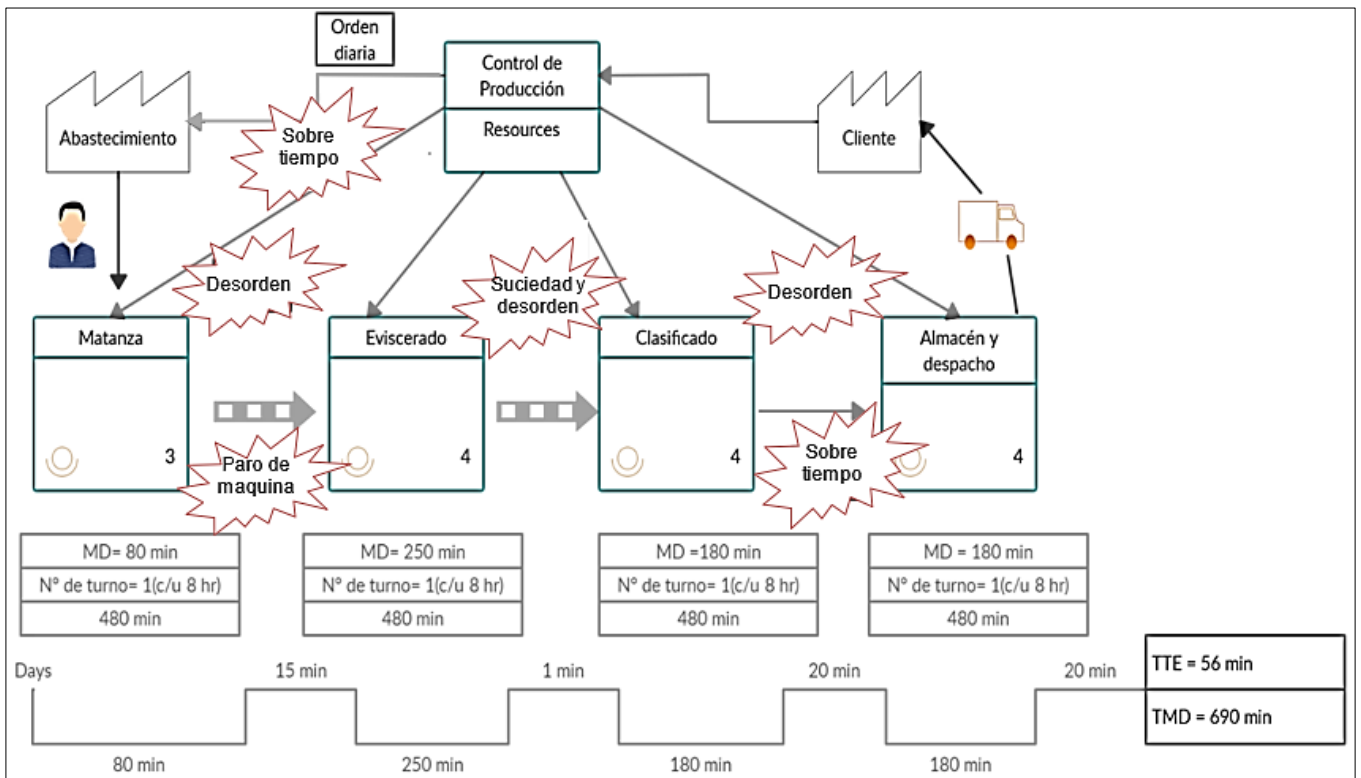 Orden
diaria
Control de
Producción
Resources
Abastecimiento
Cliente
Sobre
tiempo
Desorden
Suciedad y
desorden
Desorden
Matanza
3
Eviscerado
4
Clasificado
4
Almacén y
despacho
4
Paro de
maquina
Sobre
tiempo
MD= 80 min
N° de turno= 1(c/u 8 hr)
480 min
MD= 250 min
N° de turno= 1(c/u 8 hr)
480 min
MD =180 min
N° de turno= 1(c/u 8 hr)
480 min
MD = 180 min
N° de turno= 1(c/u 8 hr)
480 min
Days
15 min
1 min
20 min
20 min
80 min
250 min
180 min
180 min
TTE = 56 min
TMD = 690 min